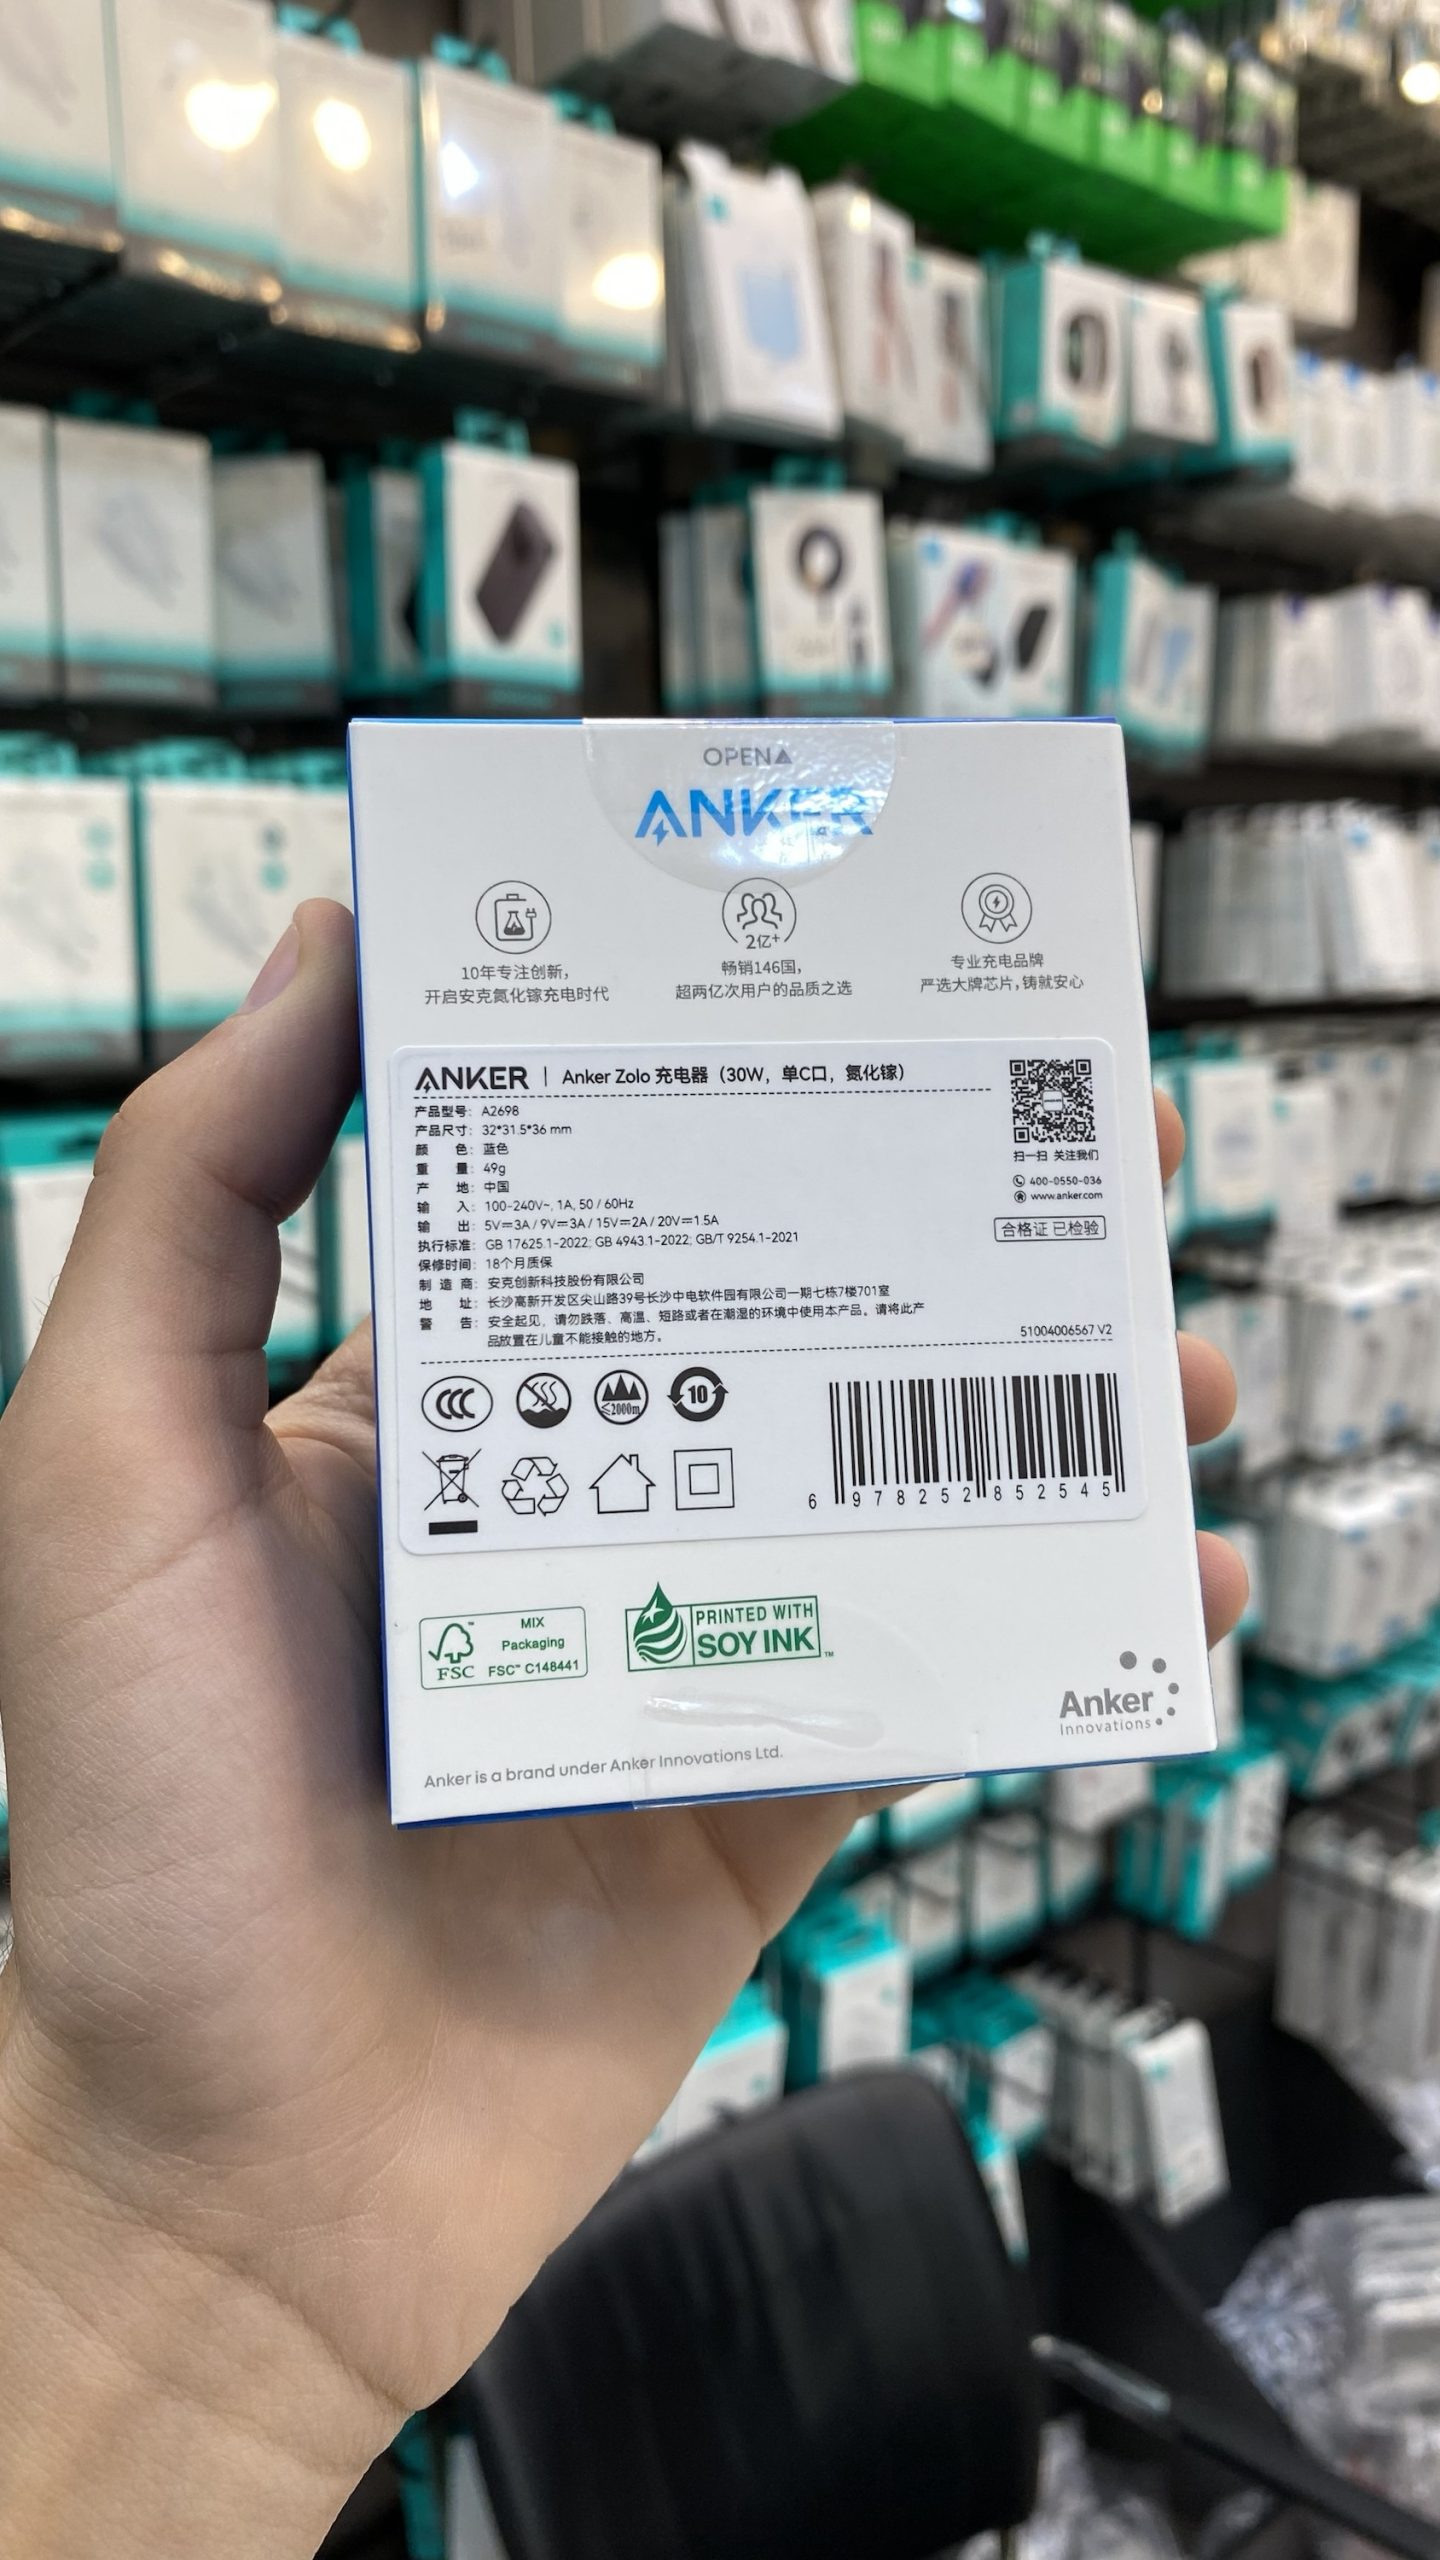 OPEN
ANKER
10年专注创新，
开启安克氮化镓充电时代
2亿+
畅销146国，
超两亿次用户的品质之选
专业充电品牌
严选大牌芯片，铸就安心
ANKER | Anker Zolo 充电器（30W，单C口，氮化镓）
产品型号：A2698
产品尺寸：32*31.5*36 mm
颜 色：蓝色
重 量：49g
产 地：中国
输 入：100-240V~, 1A, 50 / 60Hz
输 出：5V⎓3A / 9V⎓3A / 15V⎓2A / 20V⎓1.5A
执行标准：GB 17625.1-2022; GB 4943.1-2022; GB/T 9254.1-2021
保修时间：18个月质保
制 造 商：安克创新科技股份有限公司
地 址：长沙高新开发区尖山路39号长沙中电软件园有限公司一期七栋7楼701室
警 告：安全起见，请勿跌落、高温、短路或者在潮湿的环境中使用本产品。请将此产
品放置在儿童不能接触的地方。
扫一扫 关注我们
400-0550-036
www.anker.com
合格证 已检验
51004006567 V2
CCC
≤2000m
10
6 978252 852545
FSC™
MIX
Packaging
FSC™ C148441
PRINTED WITH
SOY INK™
Anker
Innovations
Anker is a brand under Anker Innovations Ltd.